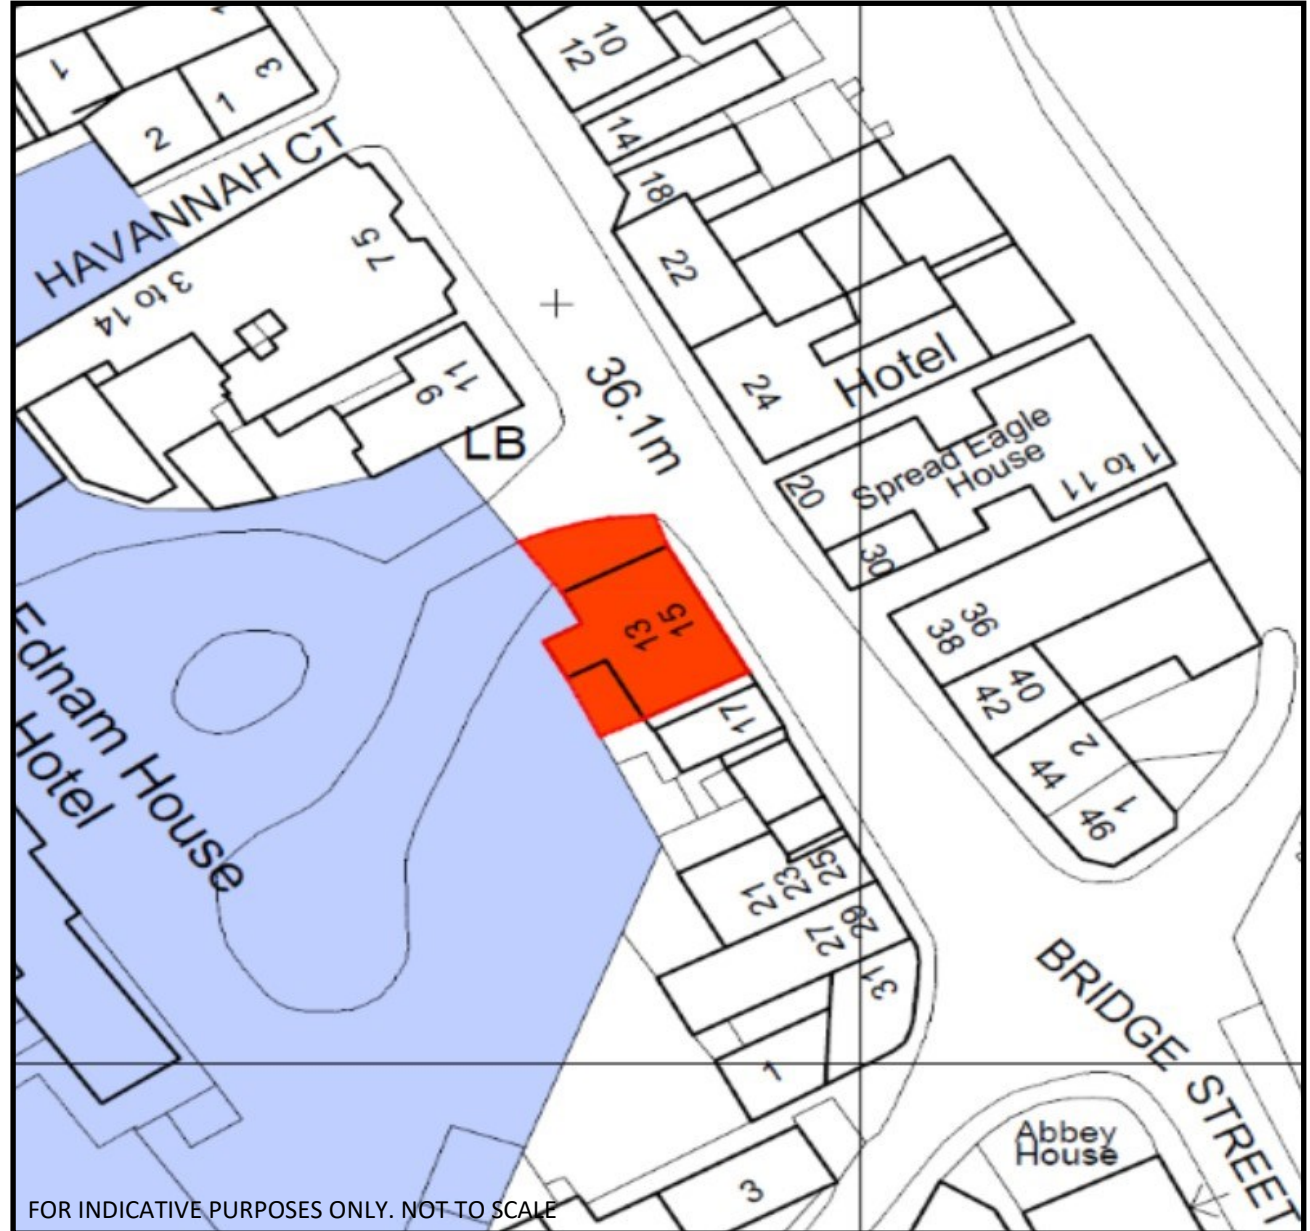 10
12
1
3
1
2
14
HAVANNAH CT
18
75
22
3 to 14
36.1m
Hotel
24
11
9
LB
Spread Eagle
House
1 to 11
20
30
Ednam House
Hotel
13
15
36
38
40
42
17
2
44
1
46
25
23
21
29
27
31
BRIDGE STREET
1
Abbey
House
3
FOR INDICATIVE PURPOSES ONLY. NOT TO SCALE